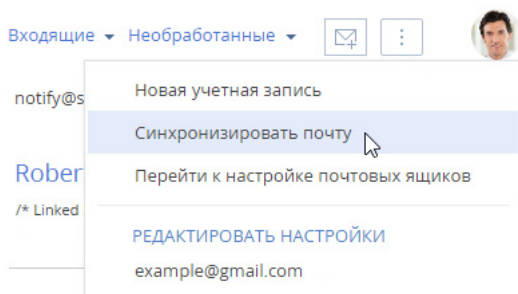 Входящие Необработанные
Новая учетная запись
notify@s
Синхронизировать почту
Rober
Перейти к настройке почтовых ящиков
/* Linked
РЕДАКТИРОВАТЬ НАСТРОЙКИ
example@gmail.com